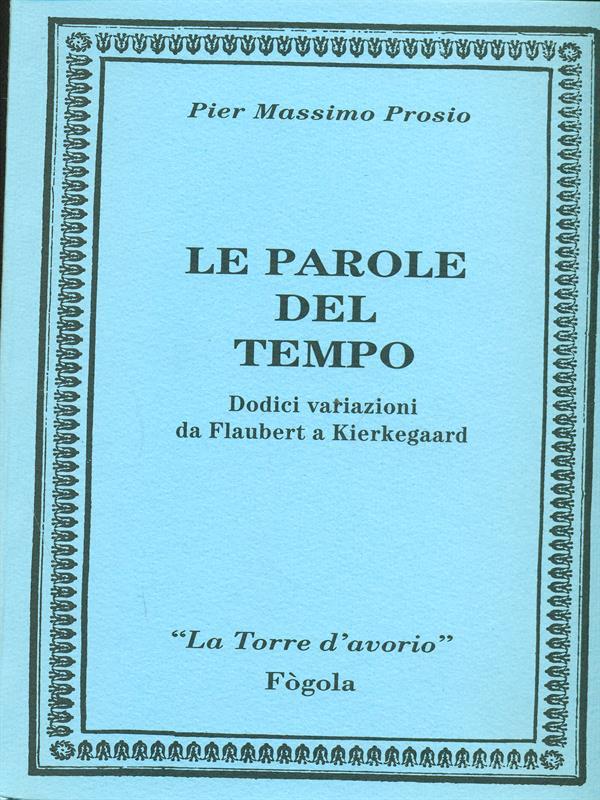 Pier Massimo Prosio
LE PAROLE
DEL
TEMPO
Dodici variazioni
da Flaubert a Kierkegaard
“La Torre d’avorio”
Fògola